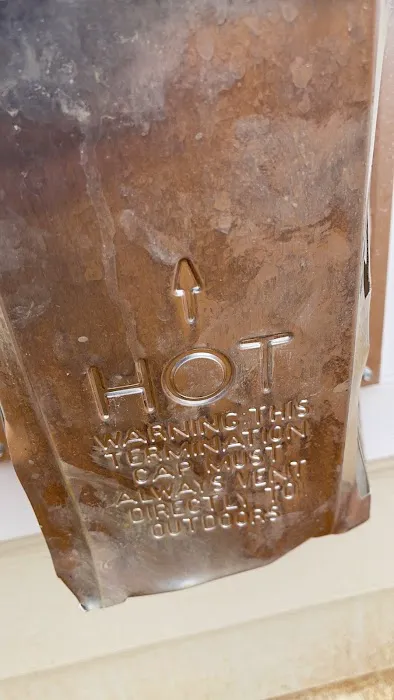 HOT
WARNING: THIS
TERMINATION
CAP MUST
ALWAYS VENT
DIRECTLY TO
OUTDOORS